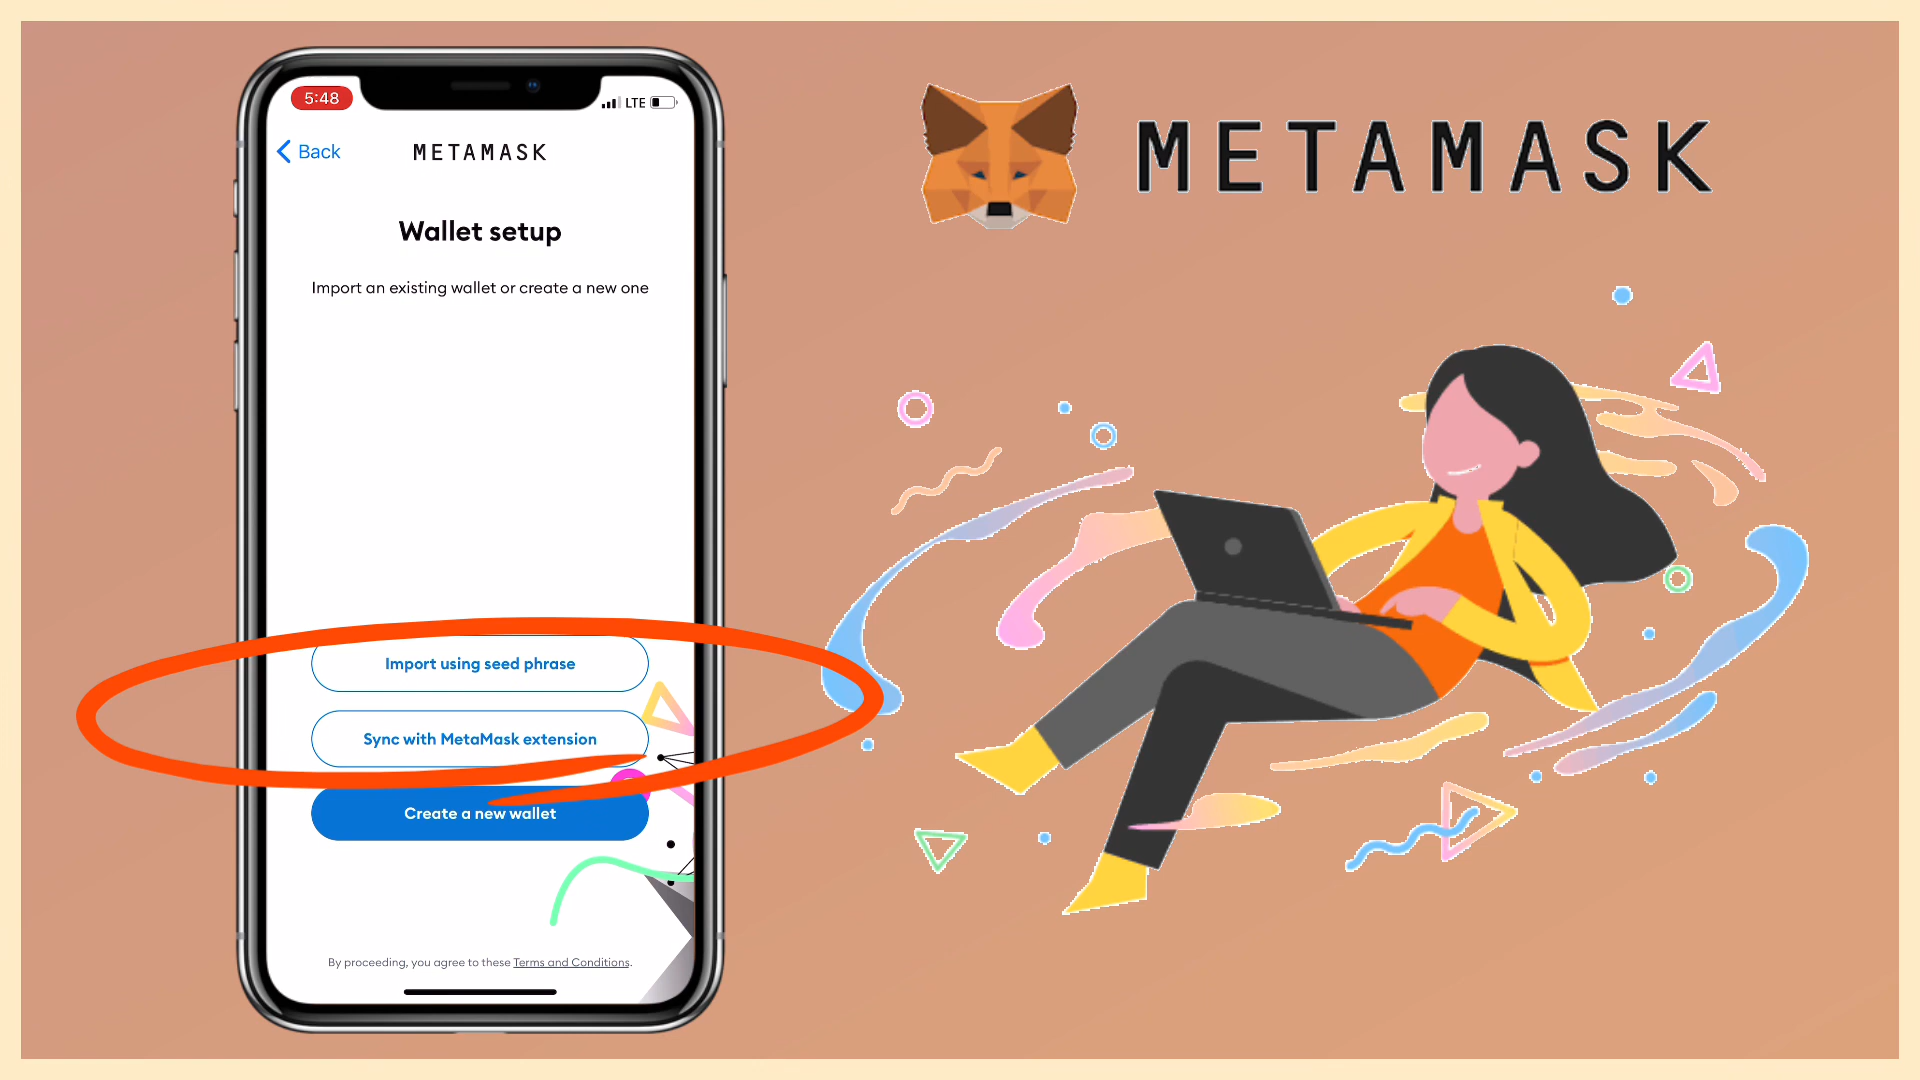 5:48
LTE
Back
METAMASK
Wallet setup
Import an existing wallet or create a new one
Import using seed phrase
Sync with MetaMask extension
Create a new wallet
By proceeding, you agree to these Terms and Conditions.
METAMASK